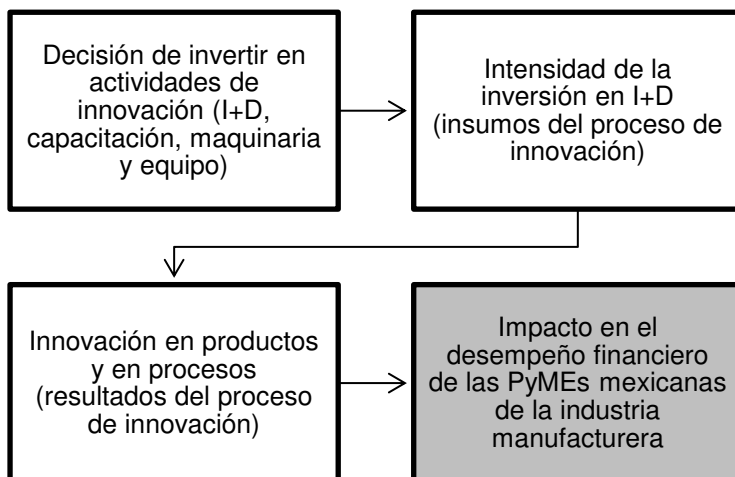 Decisión de invertir en
actividades de
innovación (I+D,
capacitación, maquinaria
y equipo)
Intensidad de la
inversión en I+D
(insumos del proceso de
innovación)
Innovación en productos
y en procesos
(resultados del proceso
de innovación)
Impacto en el
desempeño financiero
de las PyMEs mexicanas
de la industria
manufacturera